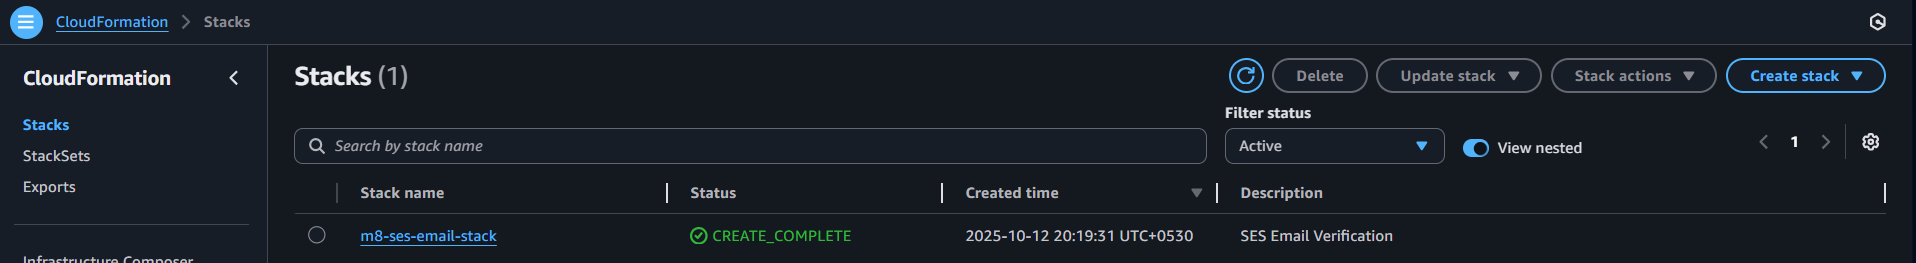 CloudFormation > Stacks
CloudFormation
Stacks
StackSets
Exports
Infrastructure Composer
Stacks (1)
Delete
Update stack
Stack actions
Create stack
Filter status
Search by stack name
Active
View nested
1
Stack name Status Created time Description
m8-ses-email-stack CREATE_COMPLETE 2025-10-12 20:19:31 UTC+0530 SES Email Verification